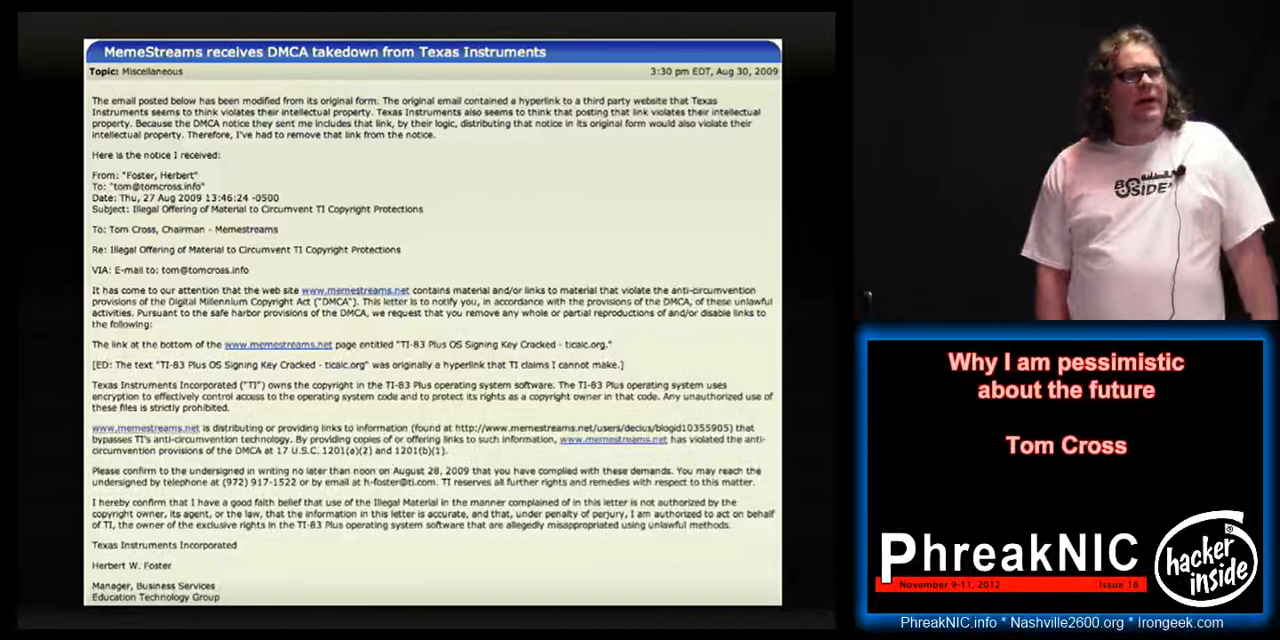 MemeStreams receives DMCA takedown from Texas Instruments
Topic: Miscellaneous
3:30 pm EDT, Aug 30, 2009
The email posted below has been modified from its original form. The original email contained a hyperlink to a third party website that Texas
Instruments seems to think violates their intellectual property. Texas Instruments also seems to think that posting that link violates their intellectual
property. Because the DMCA notice they sent me includes that link, by their logic, distributing that notice in its original form would also violate their
intellectual property. Therefore, I've had to remove that link from the notice.
Here is the notice I received:
From: "Foster, Herbert"
To: "tom@tomcross.info"
Date: Thu, 27 Aug 2009 13:46:24 -0500
Subject: Illegal Offering of Material to Circumvent TI Copyright Protections
To: Tom Cross, Chairman - Memestreams
Re: Illegal Offering of Material to Circumvent TI Copyright Protections
VIA: E-mail to: tom@tomcross.info
It has come to our attention that the web site www.memestreams.net contains material and/or links to material that violate the anti-circumvention
provisions of the Digital Millennium Copyright Act ("DMCA"). This letter is to notify you, in accordance with the provisions of the DMCA, of these unlawful
activities. Pursuant to the safe harbor provisions of the DMCA, we request that you remove any whole or partial reproductions of and/or disable links to
the following:
The link at the bottom of the www.memestreams.net page entitled "TI-83 Plus OS Signing Key Cracked - ticalc.org."
[ED: The text "TI-83 Plus OS Signing Key Cracked - ticalc.org" was originally a hyperlink that TI claims I cannot make.]
Texas Instruments Incorporated ("TI") owns the copyright in the TI-83 Plus operating system software. The TI-83 Plus operating system uses
encryption to effectively control access to the operating system code and to protect its rights as a copyright owner in that code. Any unauthorized use of
these files is strictly prohibited.
www.memestreams.net is distributing or providing links to information (found at http://www.memestreams.net/users/decius/blogid10355905) that
bypasses TI's anti-circumvention technology. By providing copies of or offering links to such information, www.memestreams.net has violated the anti-
circumvention provisions of the DMCA at 17 U.S.C. 1201(a)(2) and 1201(b)(1).
Please confirm to the undersigned in writing no later than noon on August 28, 2009 that you have complied with these demands. You may reach the
undersigned by telephone at (972) 917-1522 or by email at h-foster@ti.com. TI reserves all further rights and remedies with respect to this matter.
I hereby confirm that I have a good faith belief that use of the Illegal Material in the manner complained of in this letter is not authorized by the
copyright owner, its agent, or the law, that the information in this letter is accurate, and that, under penalty of perjury, I am authorized to act on behalf
of TI, the owner of the exclusive rights in the TI-83 Plus operating system software that are allegedly misappropriated using unlawful methods.
Texas Instruments Incorporated
Herbert W. Foster
Manager, Business Services
Education Technology Group
Why I am pessimistic
about the future
Tom Cross
PhreakNIC
November 9-11, 2012
Issue 16
hacker
inside
PhreakNIC.info * Nashville2600.org * Irongeek.com